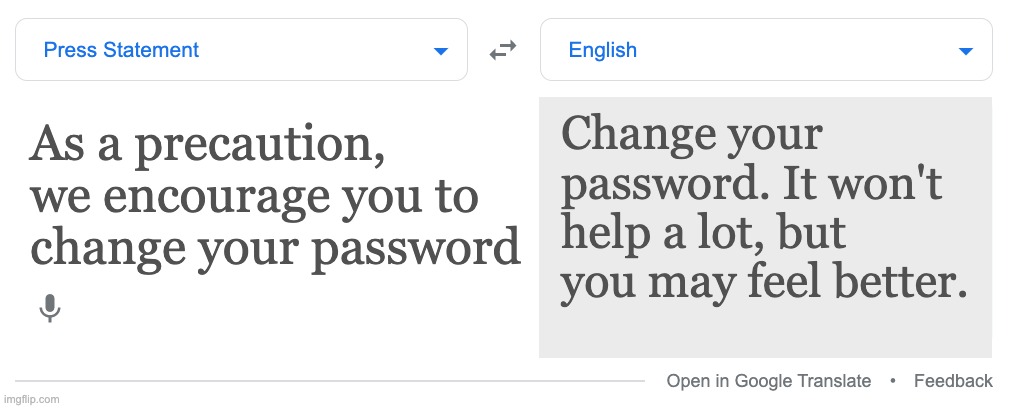 Press Statement
English
As a precaution,
we encourage you to
change your password
Change your
password. It won't
help a lot, but
you may feel better.
Open in Google Translate • Feedback
imgflip.com